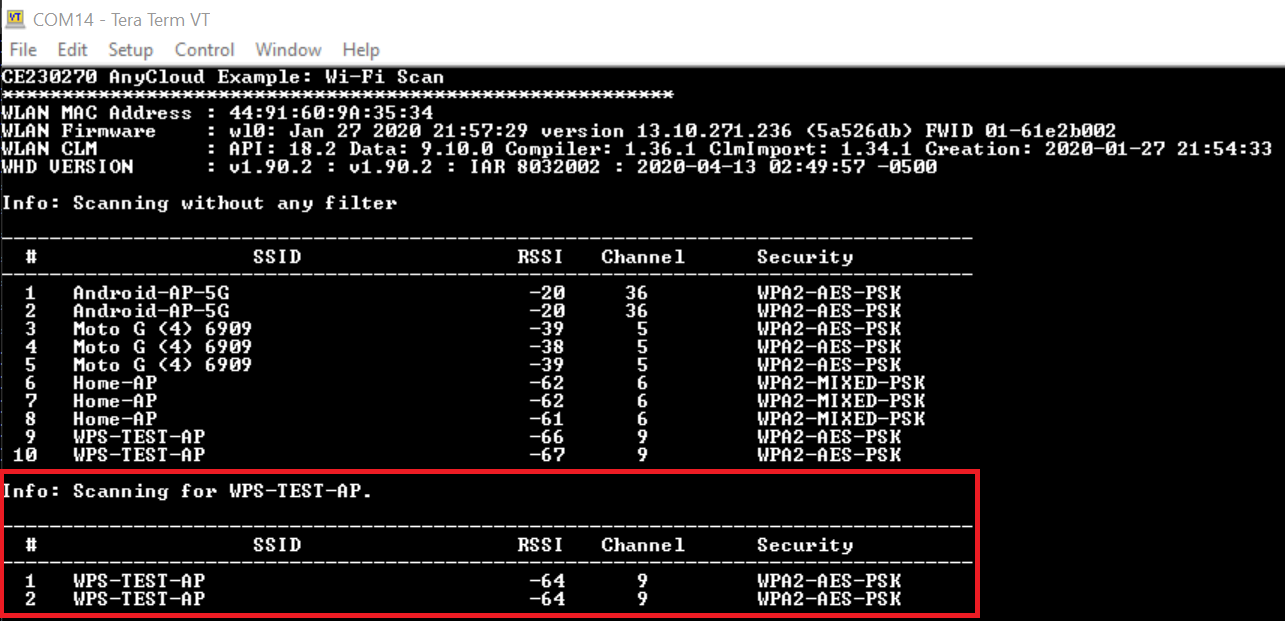 VT COM14 - Tera Term VT
File Edit Setup Control Window Help
CE230270 AnyCloud Example: Wi-Fi Scan
********************************************************
WLAN MAC Address : 44:91:60:9A:35:34
WLAN Firmware    : wl0: Jan 27 2020 21:57:29 version 13.10.271.236 (5a526db) FWID 01-61e2b002
WLAN CLM         : API: 18.2 Data: 9.10.0 Compiler: 1.36.1 ClmImport: 1.34.1 Creation: 2020-01-27 21:54:33
WHD VERSION      : v1.90.2 : v1.90.2 : IAR 8032002 : 2020-04-13 02:49:57 -0500
Info: Scanning without any filter
# SSID RSSI Channel Security
1 Android-AP-5G -20 36 WPA2-AES-PSK
2 Android-AP-5G -20 36 WPA2-AES-PSK
3 Moto G (4) 6909 -39 5 WPA2-AES-PSK
4 Moto G (4) 6909 -38 5 WPA2-AES-PSK
5 Moto G (4) 6909 -39 5 WPA2-AES-PSK
6 Home-AP -62 6 WPA2-MIXED-PSK
7 Home-AP -62 6 WPA2-MIXED-PSK
8 Home-AP -61 6 WPA2-MIXED-PSK
9 WPS-TEST-AP -66 9 WPA2-AES-PSK
10 WPS-TEST-AP -67 9 WPA2-AES-PSK
Info: Scanning for WPS-TEST-AP.
# SSID RSSI Channel Security
1 WPS-TEST-AP -64 9 WPA2-AES-PSK
2 WPS-TEST-AP -64 9 WPA2-AES-PSK